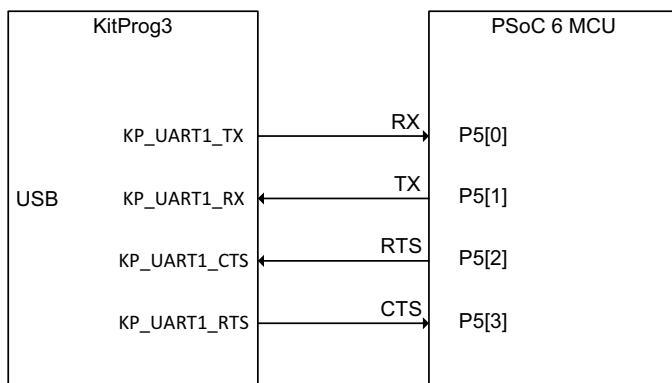 KitProg3
PSoC 6 MCU
KP_UART1_TX
RX
P5[0]
USB
KP_UART1_RX
TX
P5[1]
KP_UART1_CTS
RTS
P5[2]
KP_UART1_RTS
CTS
P5[3]